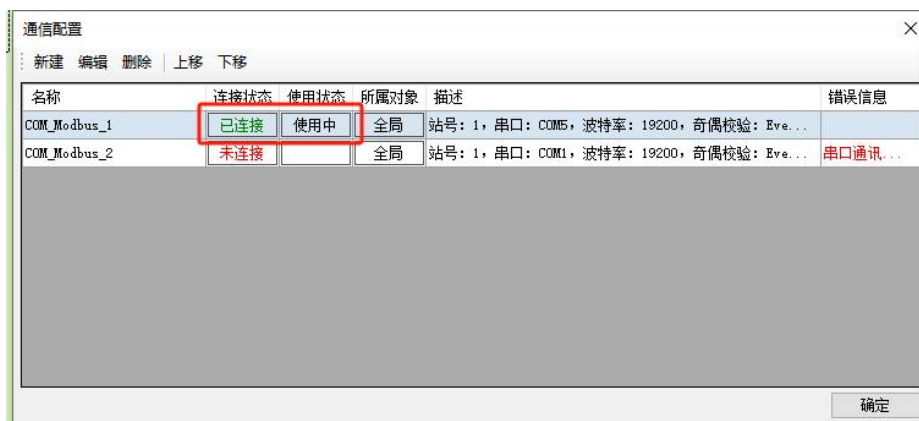 通信配置
新建 编辑 删除 上移 下移
名称 连接状态 使用状态 所属对象 描述 错误信息
COM_Modbus_1 已连接 使用中 全局 站号: 1, 串口: COM5, 波特率: 19200, 奇偶校验: Eve...
COM_Modbus_2 未连接 全局 站号: 1, 串口: COM1, 波特率: 19200, 奇偶校验: Eve... 串口通讯...
确定